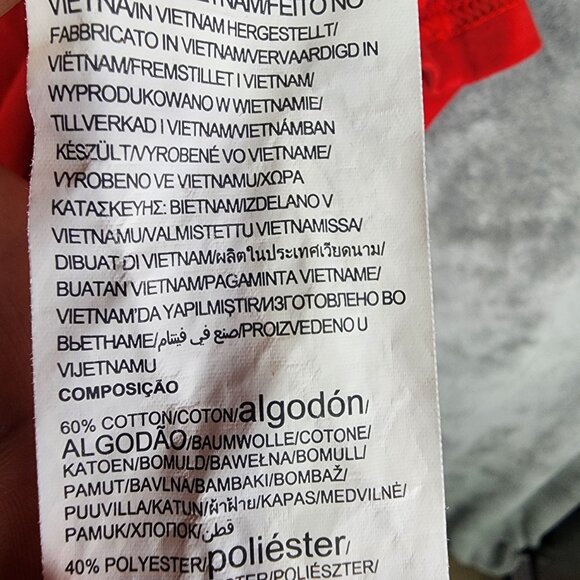 VIETNA/IN VIETNAM HERGESTELLT/
FABBRICATO IN VIETNAM/VERVAARDIGD IN
VIËTNAM/FREMSTILLET I VIETNAM/
WYPRODUKOWANO W WIETNAMIE/
TILLVERKAD I VIETNAM/VIETNÁMBAN
KÉSZÜLT/VYROBENÉ VO VIETNAME/
VYROBENO VE VIETNAMU/ΧΩΡΑ
ΚΑΤΑΣΚΕΥΗΣ: ΒΙΕΤΝΑΜ/IZDELANO V
VIETNAMU/VALMISTETTU VIETNAMISSA/
DIBUAT DI VIETNAM/ผลิตในประเทศเวียดนาม/
BUATAN VIETNAM/PAGAMINTA VIETNAME/
VIETNAM'DA YAPILMIŞTIR/ИЗГОТОВЛЕНО ВО
ВЬЕТНАМЕ/صنع في فيتنام/PROIZVEDENO U
VIJETNAMU
COMPOSIÇÃO
60% COTTON/COTON/algodón/
ALGODÃO/BAUMWOLLE/COTONE/
KATOEN/BOMULD/BAWEŁNA/BOMULL/
PAMUT/BAVLNA/BAMBAKI/BOMBAŽ/
PUUVILLA/KATUN/ผ้าฝ้าย/KAPAS/MEDVILNĖ/
PAMUK/ХЛОПОК/قطن/
40% POLYESTER/poliéster/